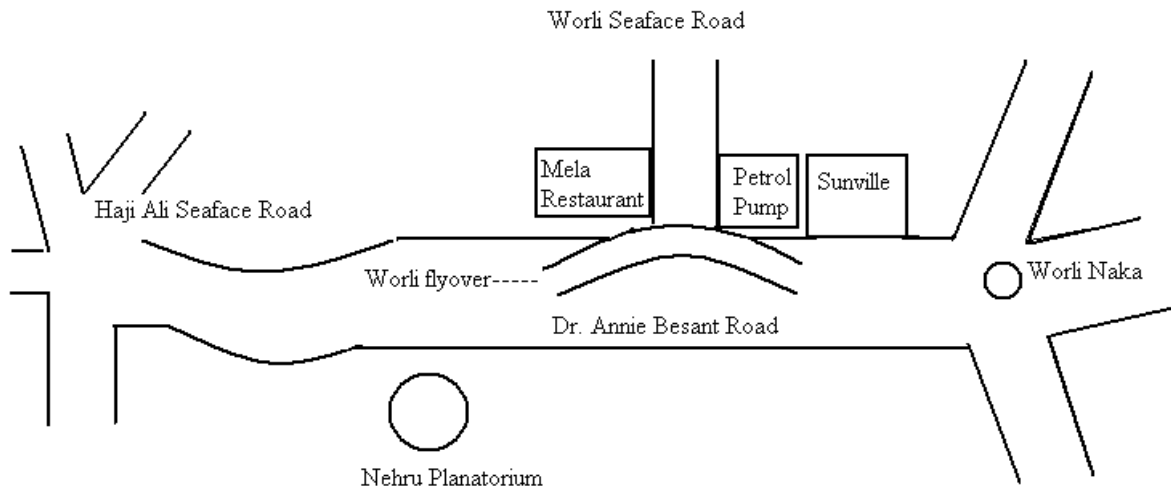 Worli Seaface Road
Mela
Restaurant
Petrol
Pump
Sunville
Haji Ali Seaface Road
Worli flyover-----
Worli Naka
Dr. Annie Besant Road
Nehru Planatorium